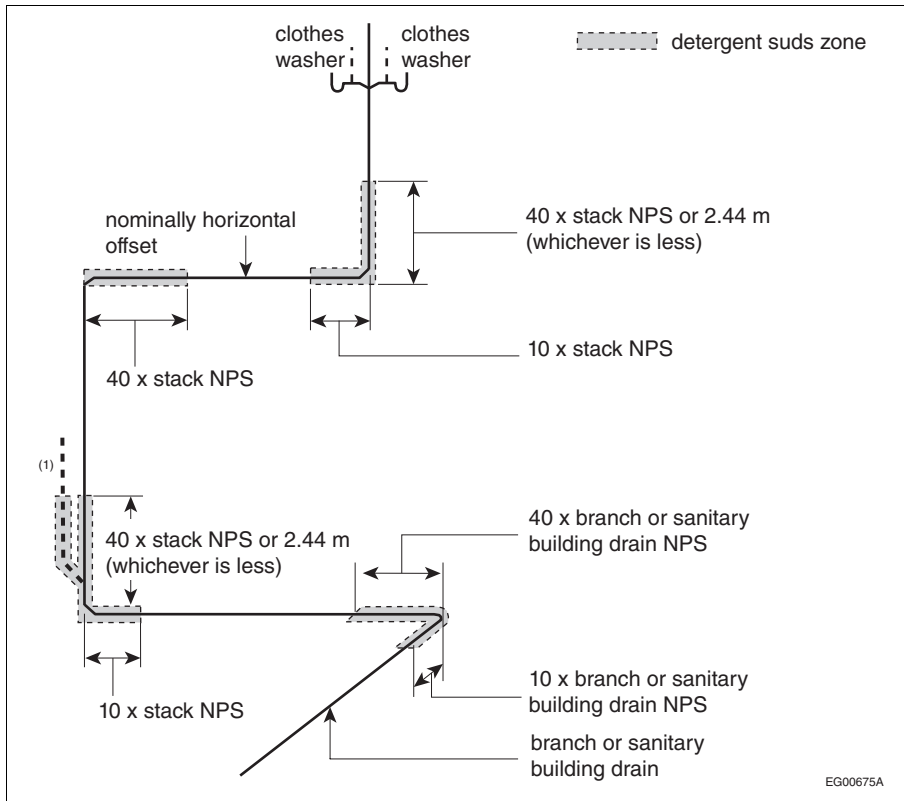 clothes
washer
clothes
washer
detergent suds zone
nominally horizontal
offset
40 x stack NPS or 2.44 m
(whichever is less)
10 x stack NPS
40 x stack NPS
(1)
40 x stack NPS or 2.44 m
(whichever is less)
40 x branch or sanitary
building drain NPS
10 x stack NPS
10 x branch or sanitary
building drain NPS
branch or sanitary
building drain
EG00675A